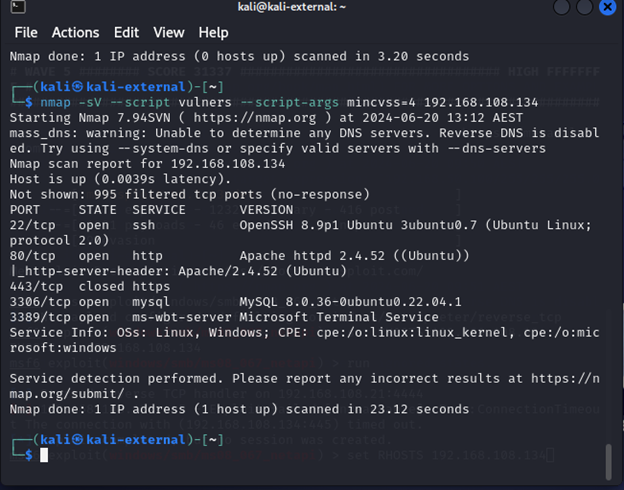 kali@kali-external: ~
File Actions Edit View Help
Nmap done: 1 IP address (0 hosts up) scanned in 3.20 seconds
┌──(kali㉿kali-external)-[~]
└─$ nmap -sV --script vulners --script-args mincvss=4 192.168.108.134
Starting Nmap 7.94SVN ( https://nmap.org ) at 2024-06-20 13:12 AEST
mass_dns: warning: Unable to determine any DNS servers. Reverse DNS is disabl
ed. Try using --system-dns or specify valid servers with --dns-servers
Nmap scan report for 192.168.108.134
Host is up (0.0039s latency).
Not shown: 995 filtered tcp ports (no-response)
PORT STATE SERVICE VERSION
22/tcp open ssh OpenSSH 8.9p1 Ubuntu 3ubuntu0.7 (Ubuntu Linux;
protocol 2.0)
80/tcp open http Apache httpd 2.4.52 ((Ubuntu))
|_http-server-header: Apache/2.4.52 (Ubuntu)
443/tcp closed https
3306/tcp open mysql MySQL 8.0.36-0ubuntu0.22.04.1
3389/tcp open ms-wbt-server Microsoft Terminal Service
Service Info: OSs: Linux, Windows; CPE: cpe:/o:linux:linux_kernel, cpe:/o:mic
rosoft:windows
Service detection performed. Please report any incorrect results at https://n
map.org/submit/ .
Nmap done: 1 IP address (1 host up) scanned in 23.12 seconds
┌──(kali㉿kali-external)-[~]
└─$